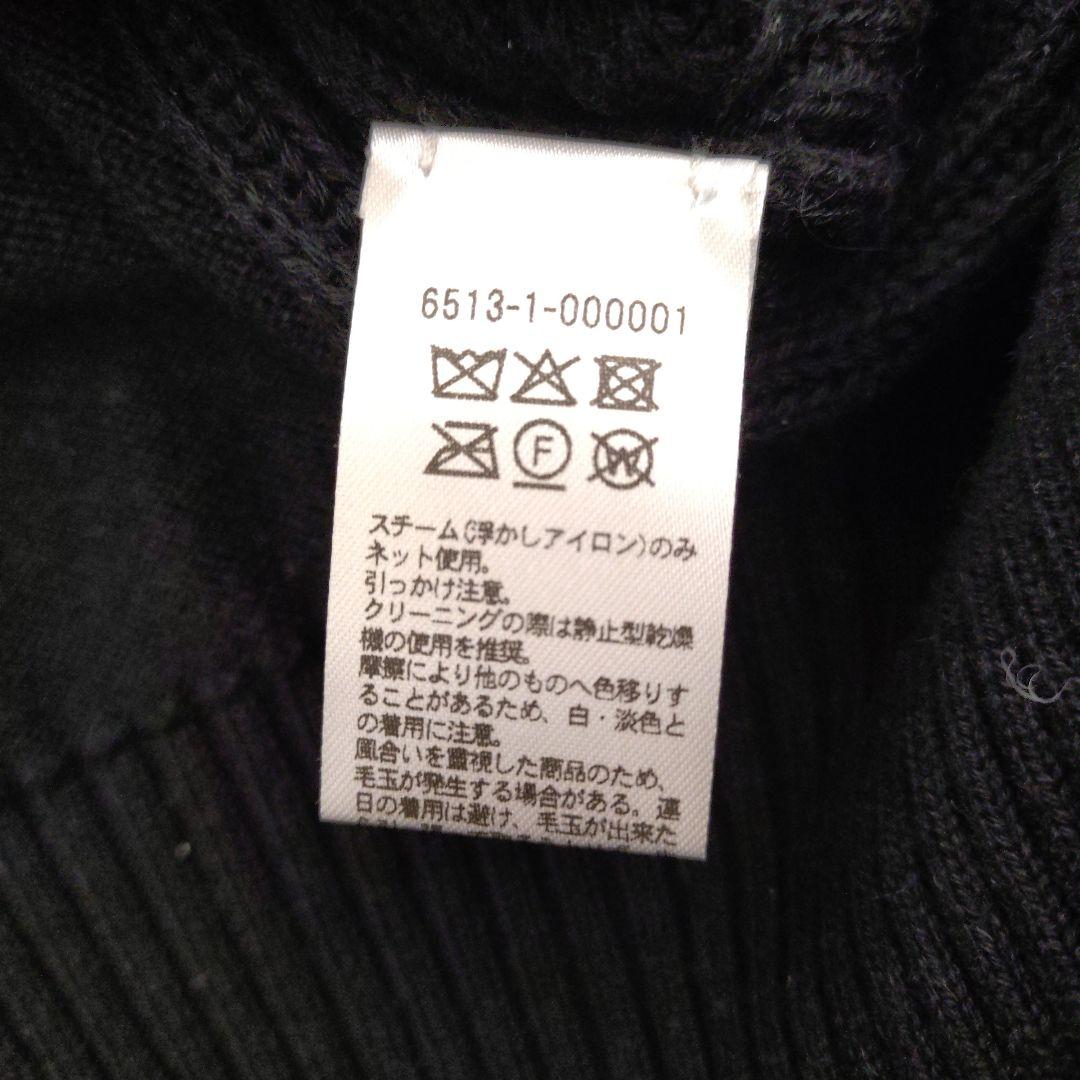 6513-1-000001
F
W
スチーム(浮かしアイロン)のみ
ネット使用。
引っかけ注意。
クリーニングの際は静止型乾燥
機の使用を推奨。
摩擦により他のものへ色移りす
ることがあるため、白・淡色と
の着用に注意。
風合いを重視した商品のため、
毛玉が発生する場合がある。連
日の着用は避け、毛玉が出来た